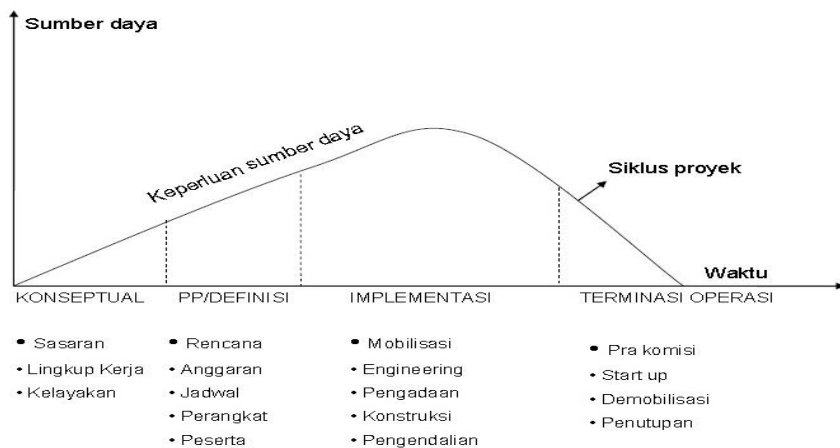 Sumber daya
Keperluan sumber daya
Siklus proyek
Waktu
KONSEPTUAL
PP/DEFINISI
IMPLEMENTASI
TERMINASI OPERASI
• Sasaran
• Lingkup Kerja
• Kelayakan
• Rencana
• Anggaran
• Jadwal
• Perangkat
• Peserta
• Mobilisasi
• Engineering
• Pengadaan
• Konstruksi
• Pengendalian
• Pra komisi
• Start up
• Demobilisasi
• Penutupan